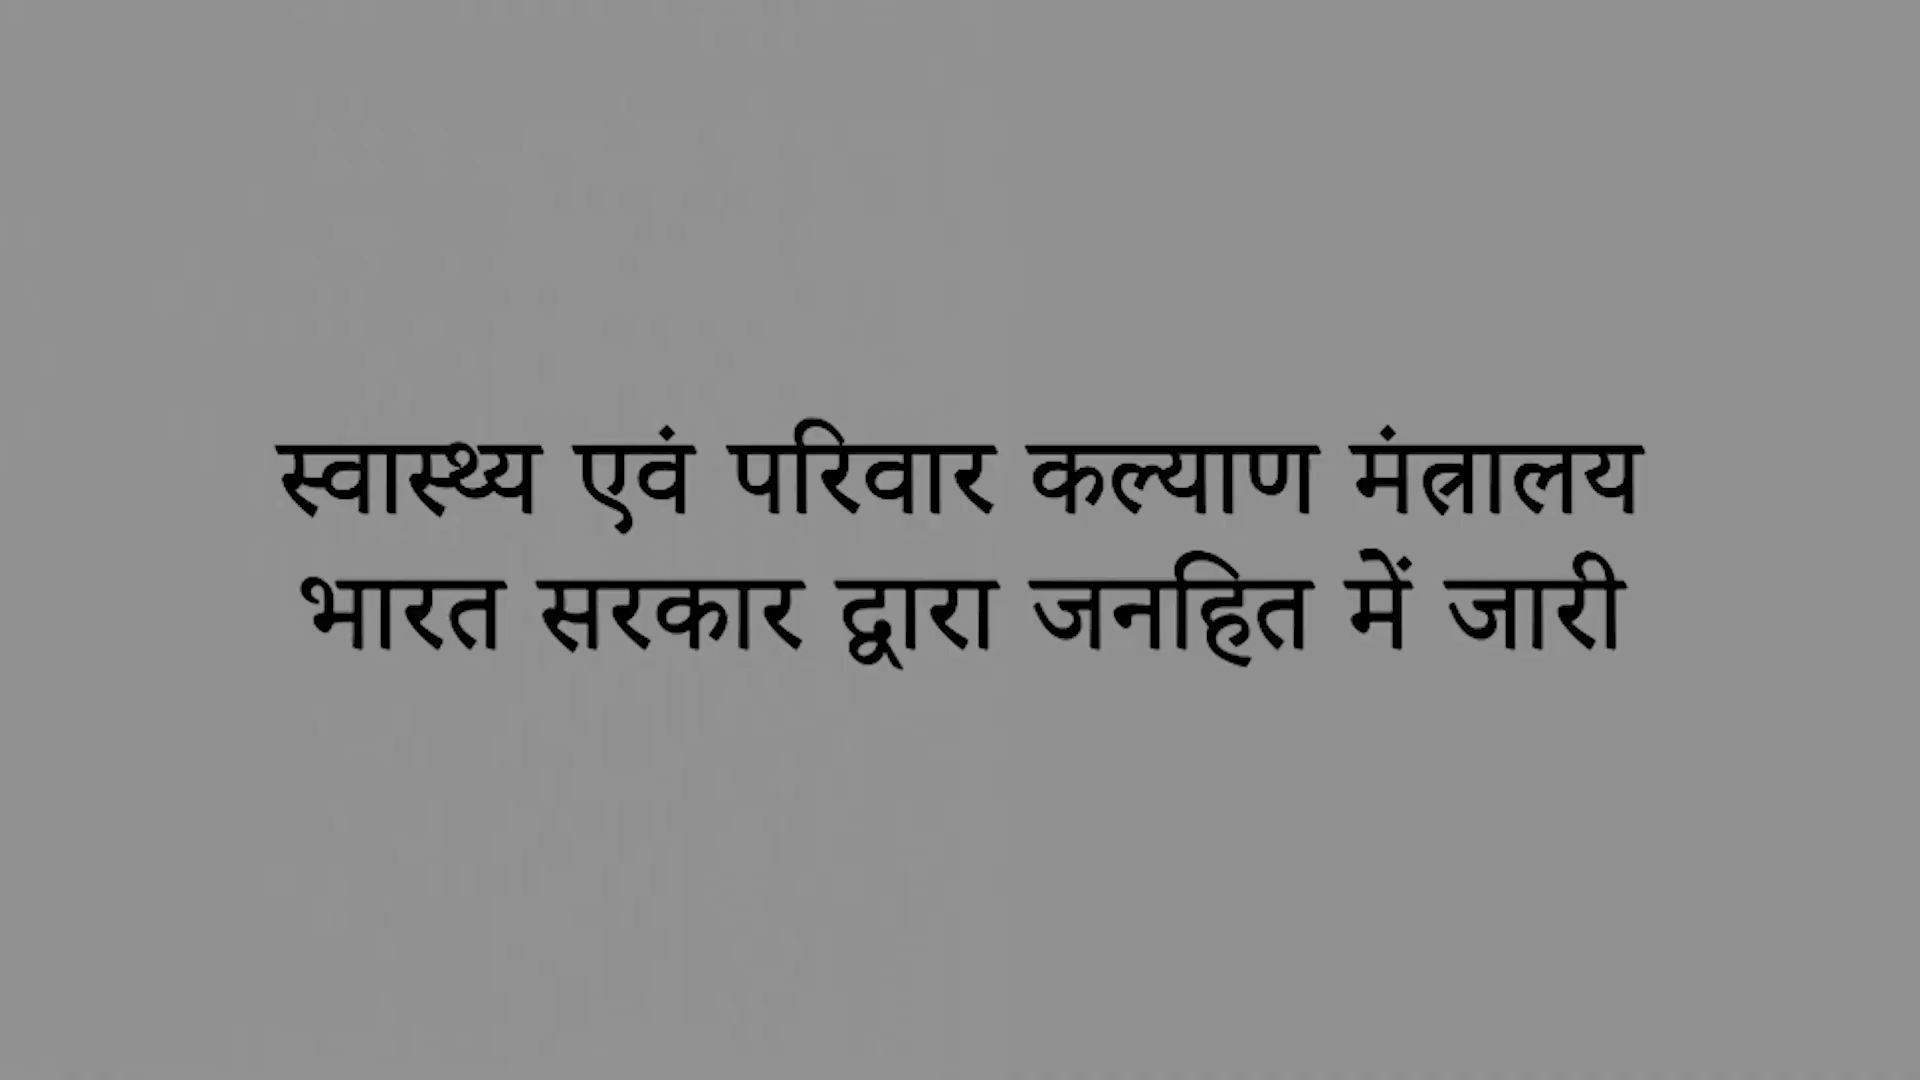 स्वास्थ्य एवं परिवार कल्याण मंत्रालय
भारत सरकार द्वारा जनहित में जारी